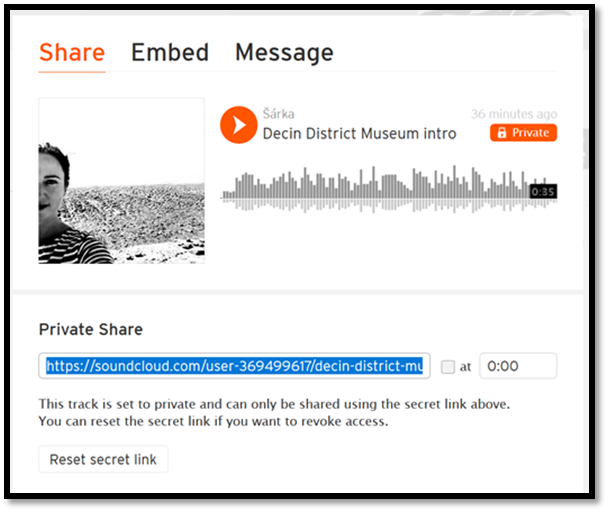 Share Embed Message
Šárka
36 minutes ago
Decin District Museum intro
Private
0:35
Private Share
https://soundcloud.com/user-369499617/decin-district-mu
at
0:00
This track is set to private and can only be shared using the secret link above.
You can reset the secret link if you want to revoke access.
Reset secret link